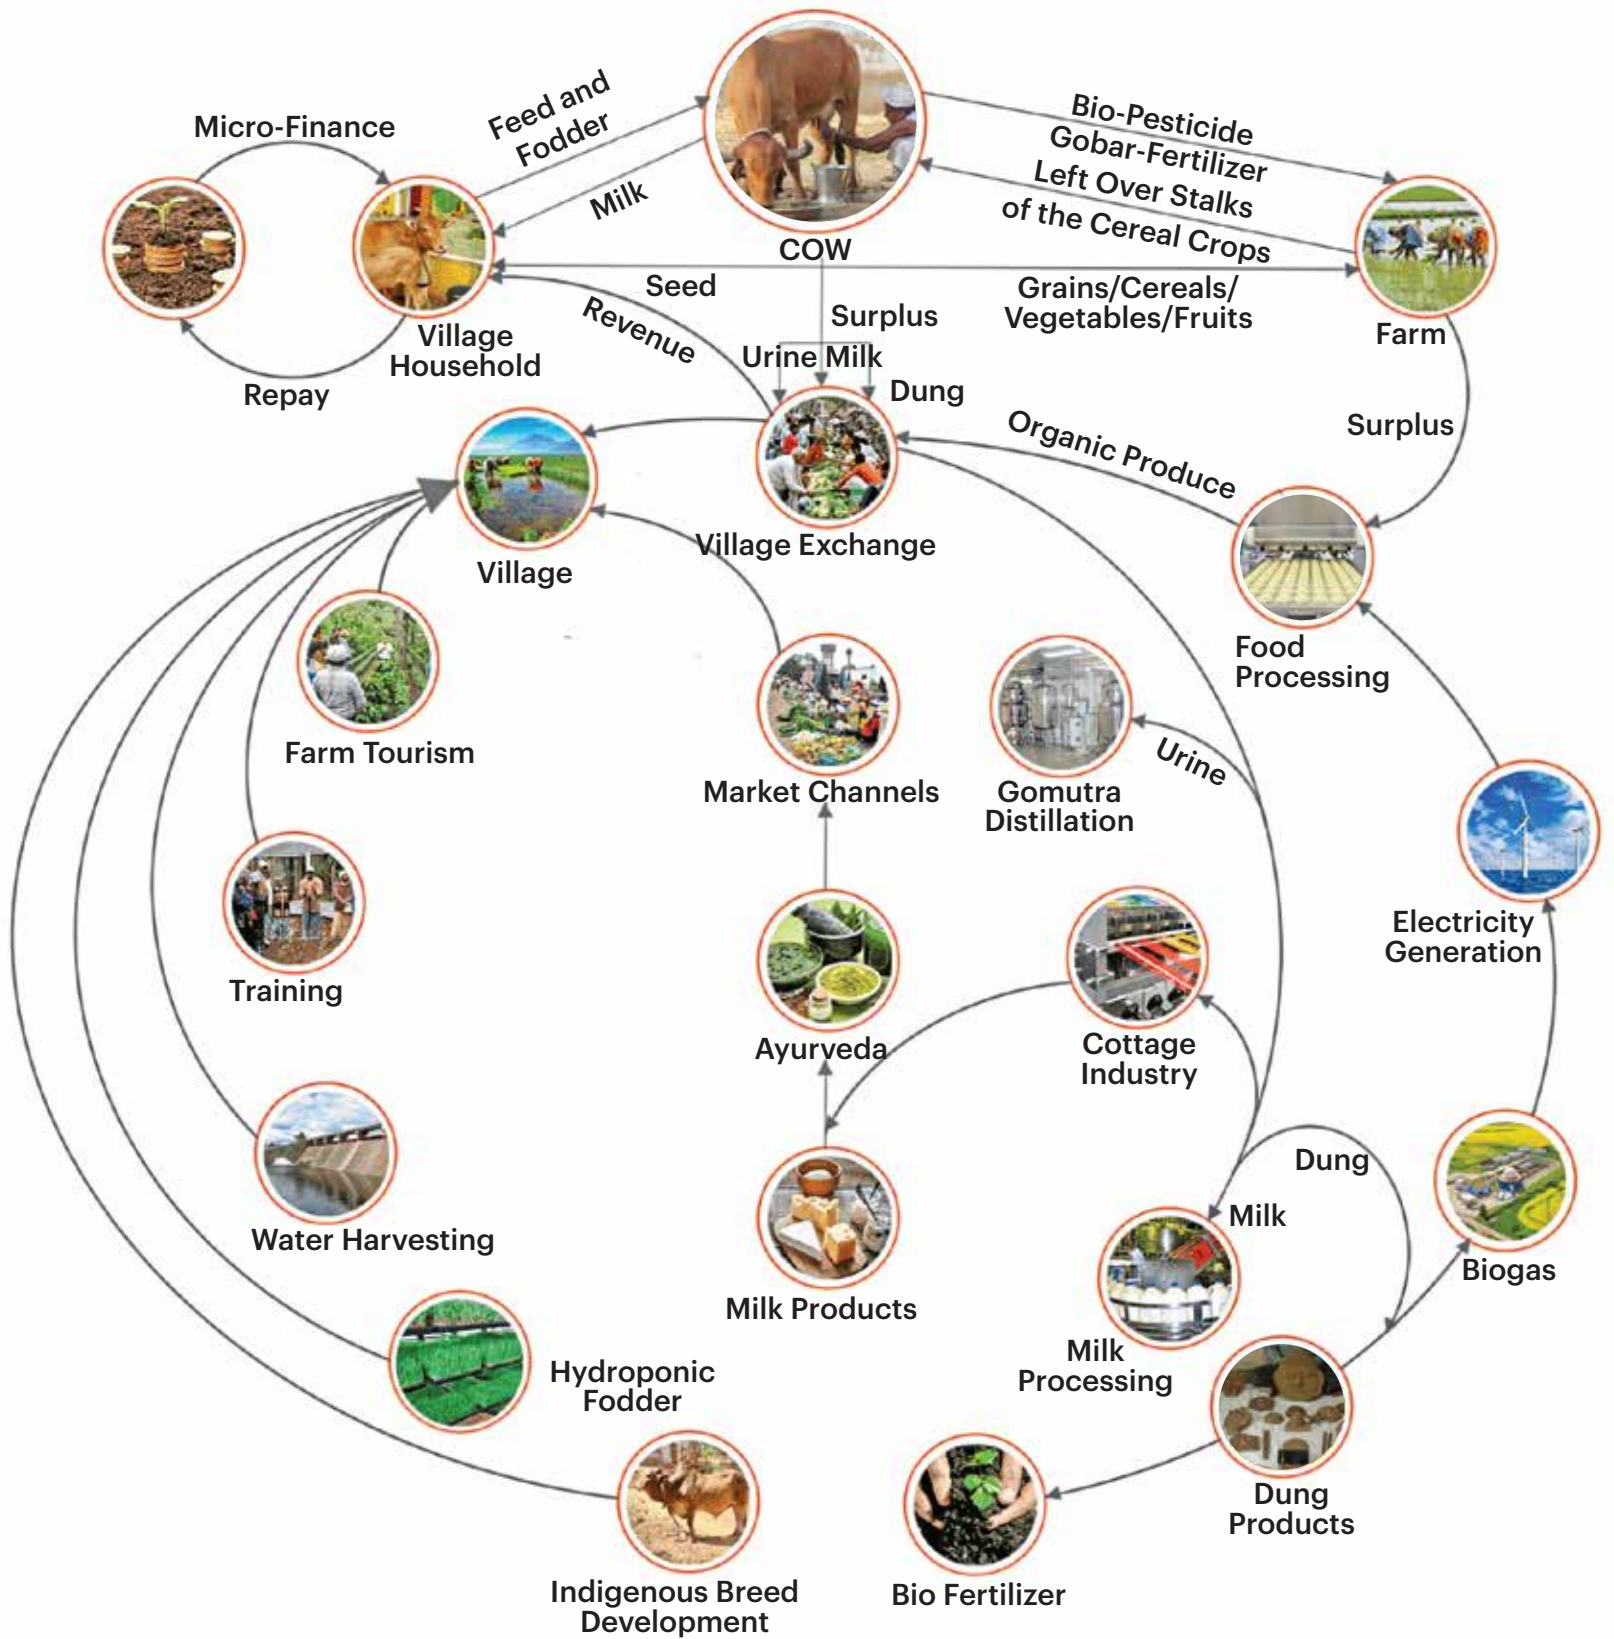 Micro-Finance
Feed and
Fodder
Milk
Bio-Pesticide
Gobar-Fertilizer
Left Over Stalks
of the Cereal Crops
COW
Seed
Revenue
Grains/Cereals/
Vegetables/Fruits
Surplus
Urine Milk
Dung
Farm
Village
Household
Repay
Surplus
Organic Produce
Village Exchange
Village
Food
Processing
Farm Tourism
Market Channels
Gomutra
Distillation
Urine
Electricity
Generation
Training
Ayurveda
Cottage
Industry
Dung
Milk
Water Harvesting
Biogas
Milk Products
Milk
Processing
Hydroponic
Fodder
Dung
Products
Indigenous Breed
Development
Bio Fertilizer